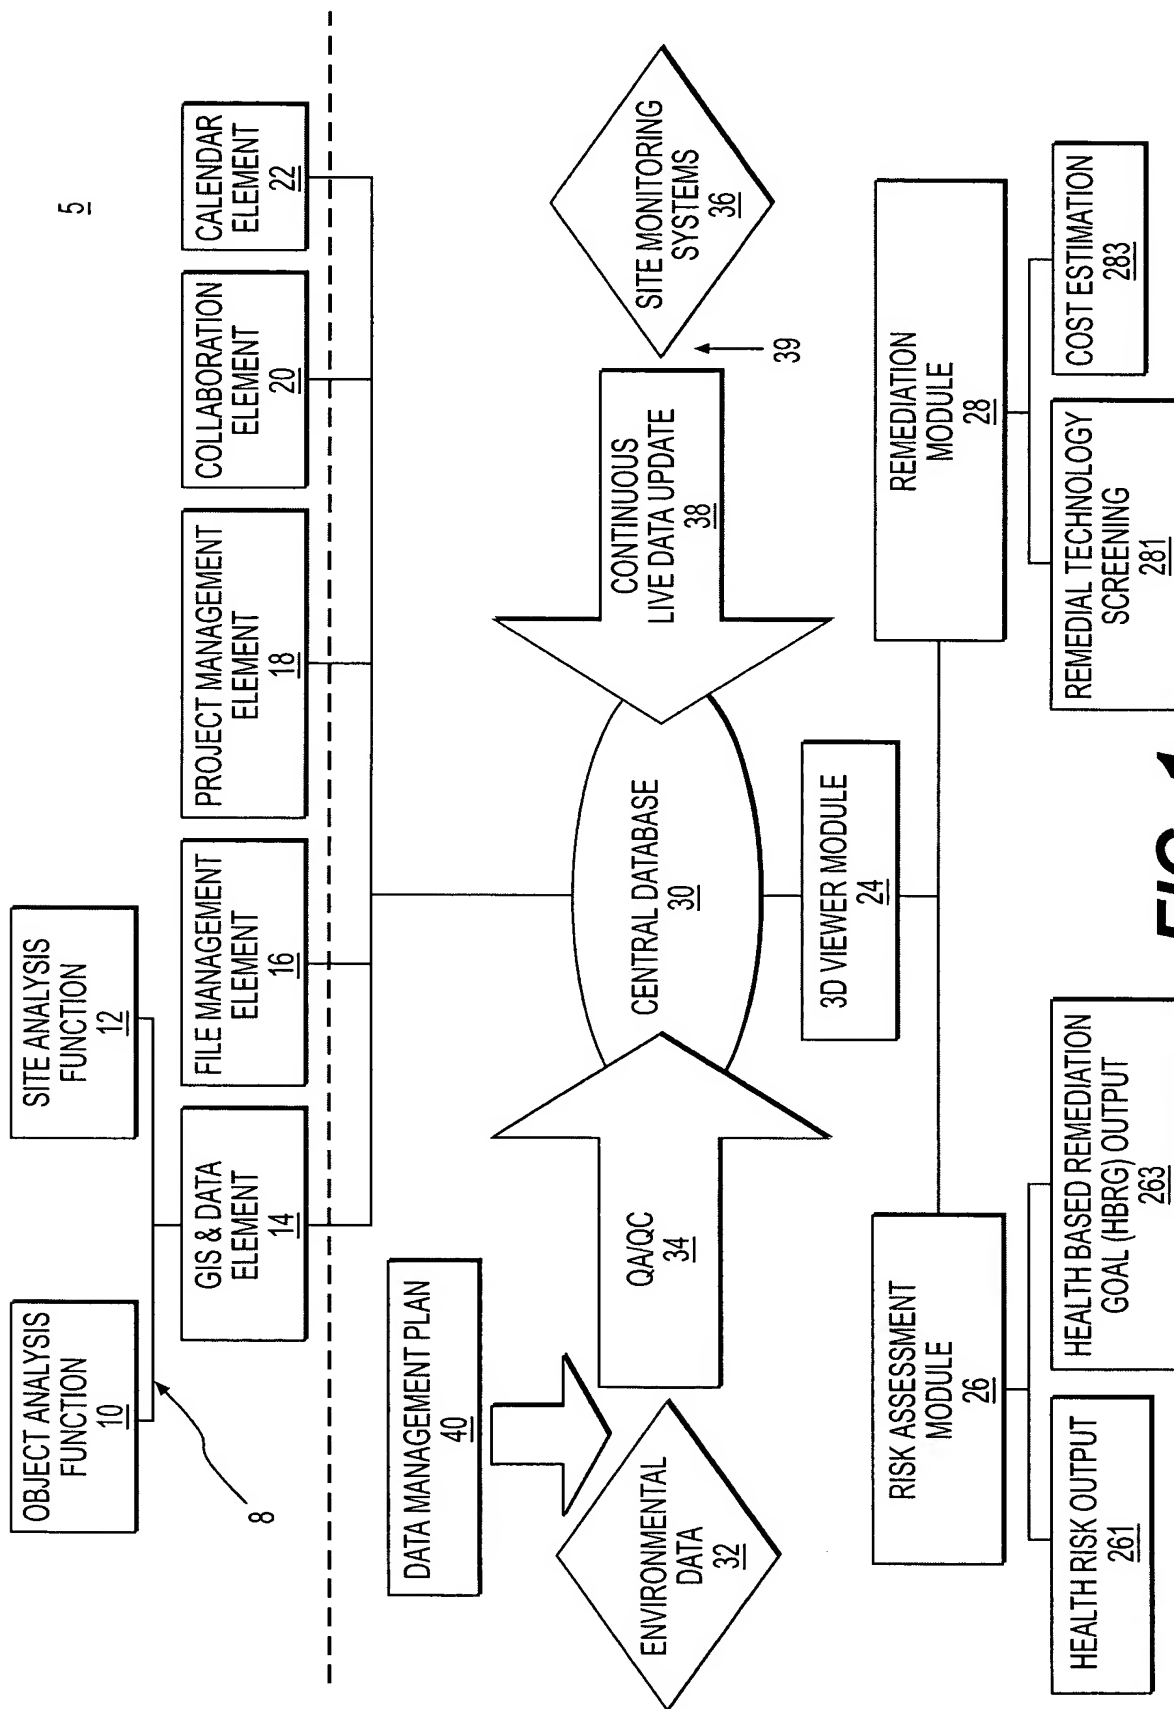 5
OBJECT ANALYSIS
FUNCTION
10
SITE ANALYSIS
FUNCTION
12
8
GIS & DATA
ELEMENT
14
FILE MANAGEMENT
ELEMENT
16
PROJECT MANAGEMENT
ELEMENT
18
COLLABORATION
ELEMENT
20
CALENDAR
ELEMENT
22
DATA MANAGEMENT PLAN
40
ENVIRONMENTAL
DATA
32
QA/QC
34
CENTRAL DATABASE
30
CONTINUOUS
LIVE DATA UPDATE
38
39
SITE MONITORING
SYSTEMS
36
3D VIEWER MODULE
24
RISK ASSESSMENT
MODULE
26
REMEDIATION
MODULE
28
HEALTH RISK OUTPUT
261
HEALTH BASED REMEDIATION
GOAL (HBRG) OUTPUT
263
REMEDIAL TECHNOLOGY
SCREENING
281
COST ESTIMATION
283
FIG. 1